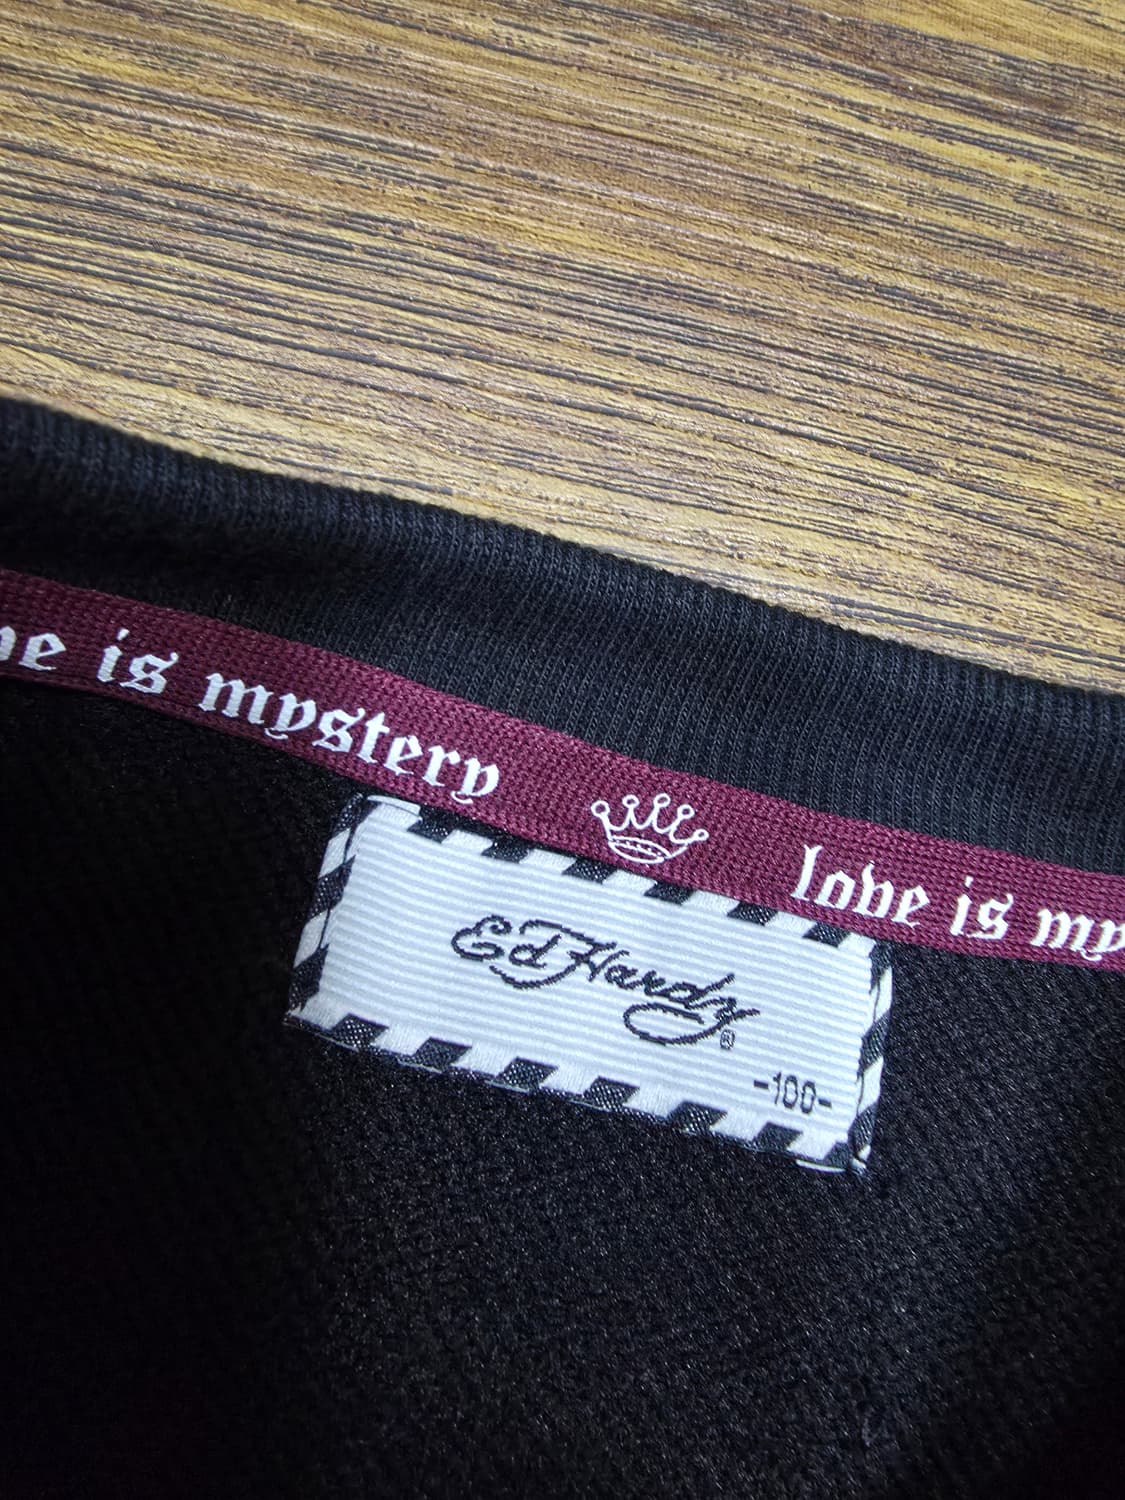 is mystery love is
Ed Hardy®
-100-